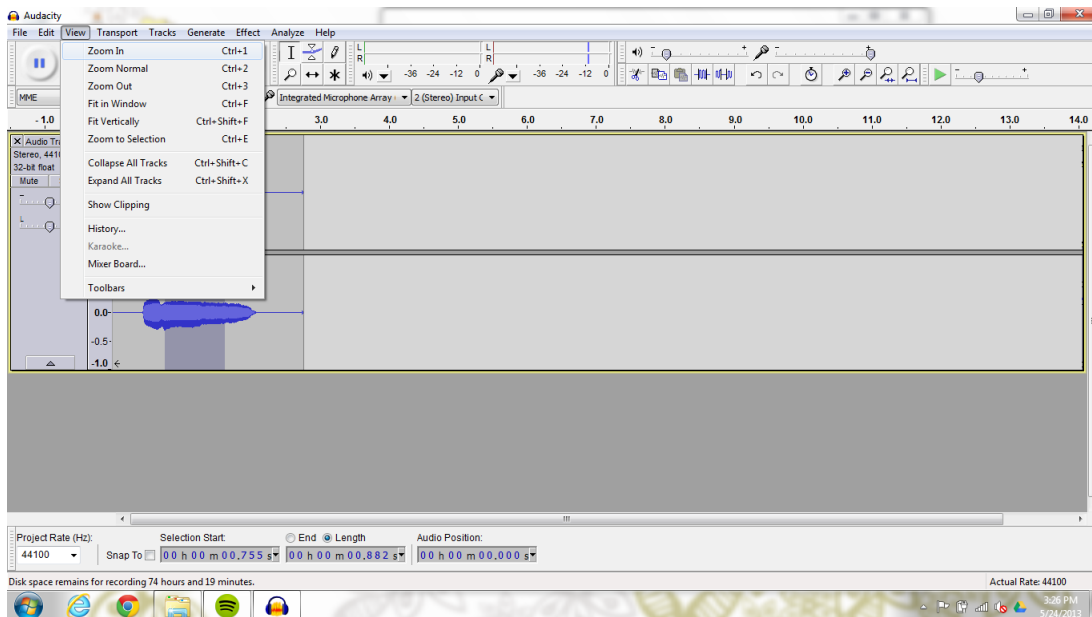 Audacity
File Edit View Transport Tracks Generate Effect Analyze Help
Zoom In Ctrl+1
Zoom Normal Ctrl+2
Zoom Out Ctrl+3
Fit in Window Ctrl+F
Fit Vertically Ctrl+Shift+F
Zoom to Selection Ctrl+E
Collapse All Tracks Ctrl+Shift+C
Expand All Tracks Ctrl+Shift+X
Show Clipping
History...
Karaoke...
Mixer Board...
Toolbars
L
R
-36 -24 -12 0
L
R
-36 -24 -12 0
MME
Integrated Microphone Array
2 (Stereo) Input C
- 1.0 3.0 4.0 5.0 6.0 7.0 8.0 9.0 10.0 11.0 12.0 13.0 14.0
X Audio Tra
Stereo, 441
32-bit float
Mute
L
0.0-
-0.5-
-1.0
Project Rate (Hz): Selection Start: End Length Audio Position:
44100 Snap To 00 h 00 m 00.755 s 00 h 00 m 00.882 s 00 h 00 m 00.000 s
Disk space remains for recording 74 hours and 19 minutes. Actual Rate: 44100
3:26 PM
5/24/2013